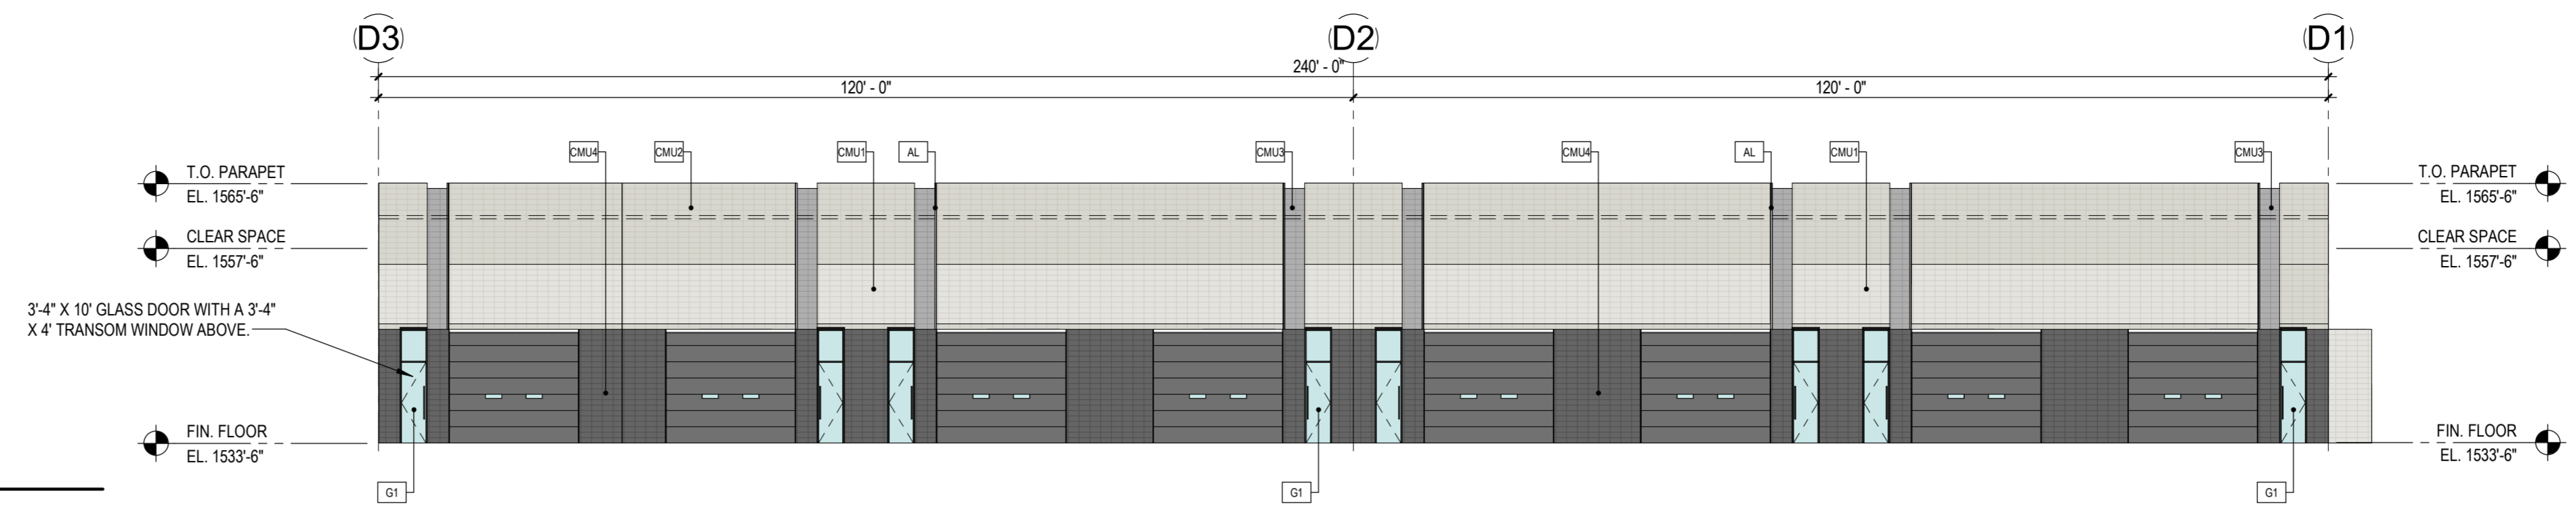 D3
D2
D1
240' - 0"
120' - 0"
120' - 0"
CMU4
CMU2
CMU1
AL
CMU3
CMU4
AL
CMU1
CMU3
T.O. PARAPET
EL. 1565'-6"
T.O. PARAPET
EL. 1565'-6"
CLEAR SPACE
EL. 1557'-6"
CLEAR SPACE
EL. 1557'-6"
3'-4" X 10' GLASS DOOR WITH A 3'-4"
X 4' TRANSOM WINDOW ABOVE.
FIN. FLOOR
EL. 1533'-6"
FIN. FLOOR
EL. 1533'-6"
G1
G1
G1